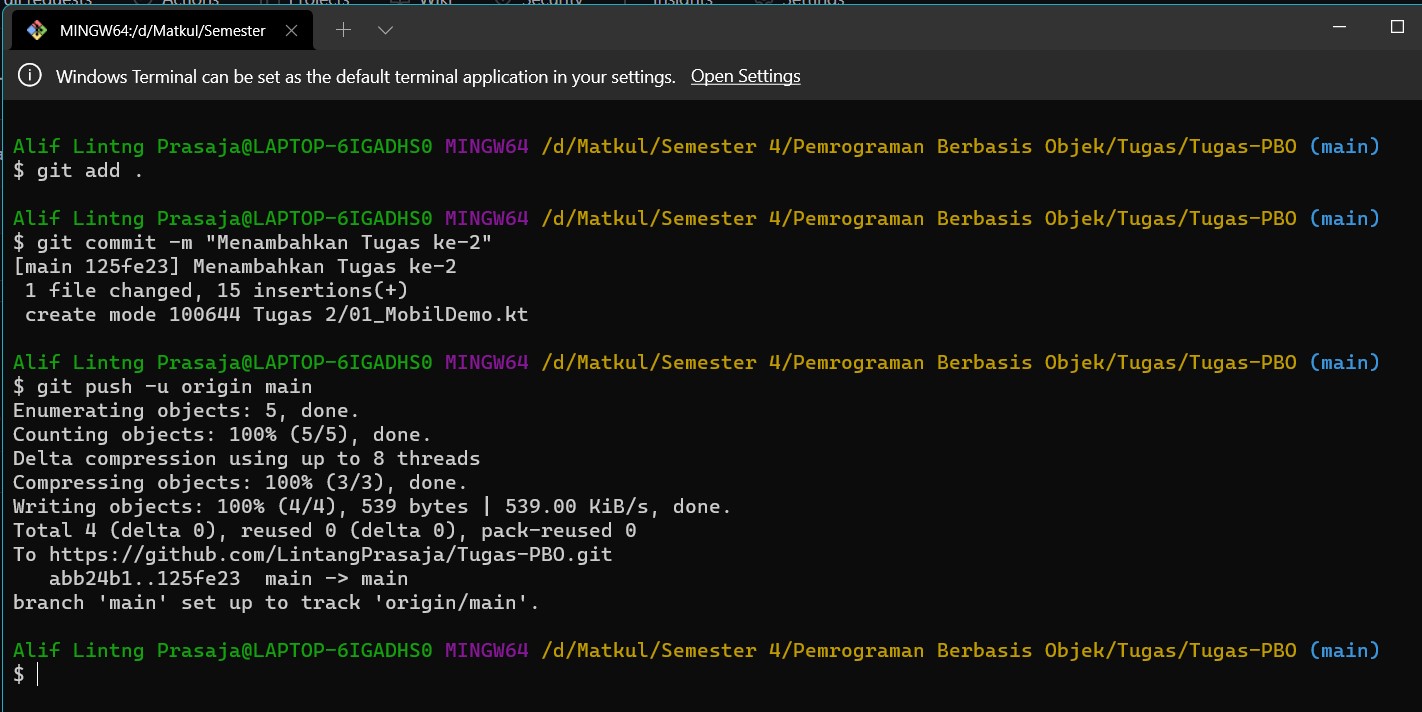 MINGW64:/d/Matkul/Semester
Windows Terminal can be set as the default terminal application in your settings. Open Settings
Alif Lintng Prasaja@LAPTOP-6IGADHS0 MINGW64 /d/Matkul/Semester 4/Pemrograman Berbasis Objek/Tugas/Tugas-PBO (main)
$ git add .
Alif Lintng Prasaja@LAPTOP-6IGADHS0 MINGW64 /d/Matkul/Semester 4/Pemrograman Berbasis Objek/Tugas/Tugas-PBO (main)
$ git commit -m "Menambahkan Tugas ke-2"
[main 125fe23] Menambahkan Tugas ke-2
 1 file changed, 15 insertions(+)
 create mode 100644 Tugas 2/01_MobilDemo.kt
Alif Lintng Prasaja@LAPTOP-6IGADHS0 MINGW64 /d/Matkul/Semester 4/Pemrograman Berbasis Objek/Tugas/Tugas-PBO (main)
$ git push -u origin main
Enumerating objects: 5, done.
Counting objects: 100% (5/5), done.
Delta compression using up to 8 threads
Compressing objects: 100% (3/3), done.
Writing objects: 100% (4/4), 539 bytes | 539.00 KiB/s, done.
Total 4 (delta 0), reused 0 (delta 0), pack-reused 0
To https://github.com/LintangPrasaja/Tugas-PBO.git
   abb24b1..125fe23  main -> main
branch 'main' set up to track 'origin/main'.
Alif Lintng Prasaja@LAPTOP-6IGADHS0 MINGW64 /d/Matkul/Semester 4/Pemrograman Berbasis Objek/Tugas/Tugas-PBO (main)
$